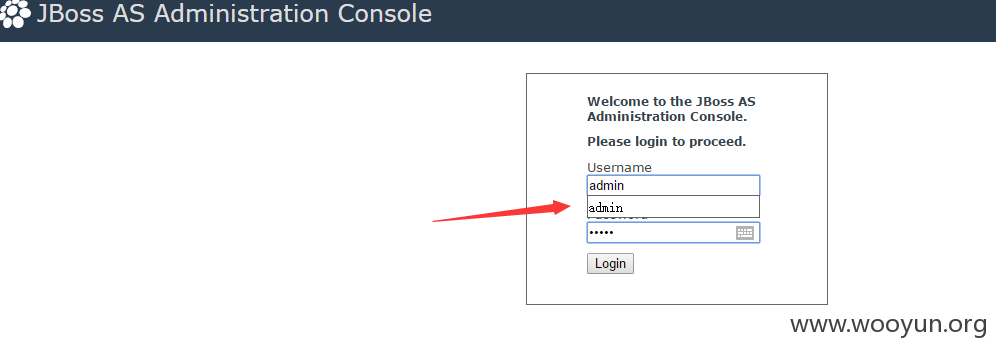 JBoss AS Administration Console
Welcome to the JBoss AS
Administration Console.
Please login to proceed.
Username
admin
admin
•••••
Login
www.wooyun.org